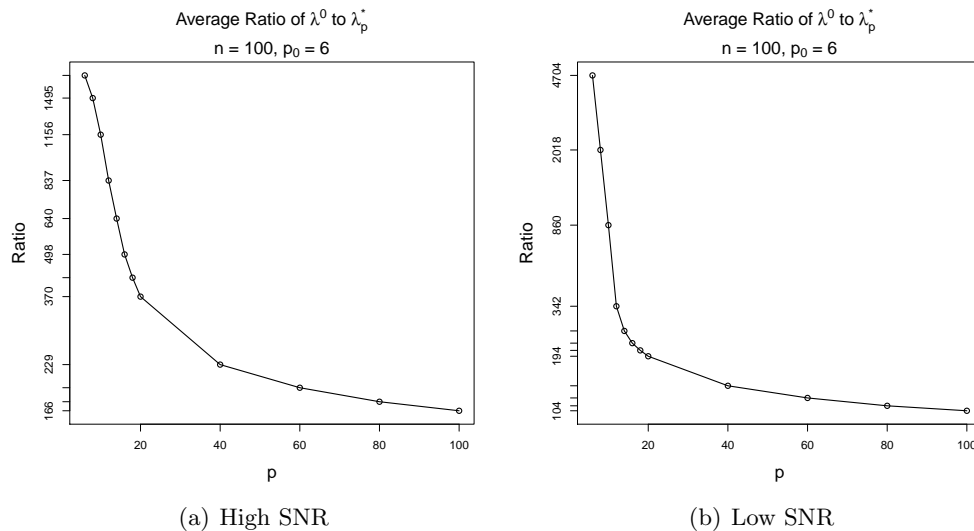 Average Ratio of λ⁰ to λₚ*
n = 100, p₀ = 6
Ratio
1495
1156
837
640
498
370
229
166
20 40 60 80 100
p
(a) High SNR
Average Ratio of λ⁰ to λₚ*
n = 100, p₀ = 6
Ratio
4704
2018
860
342
194
104
20 40 60 80 100
p
(b) Low SNR